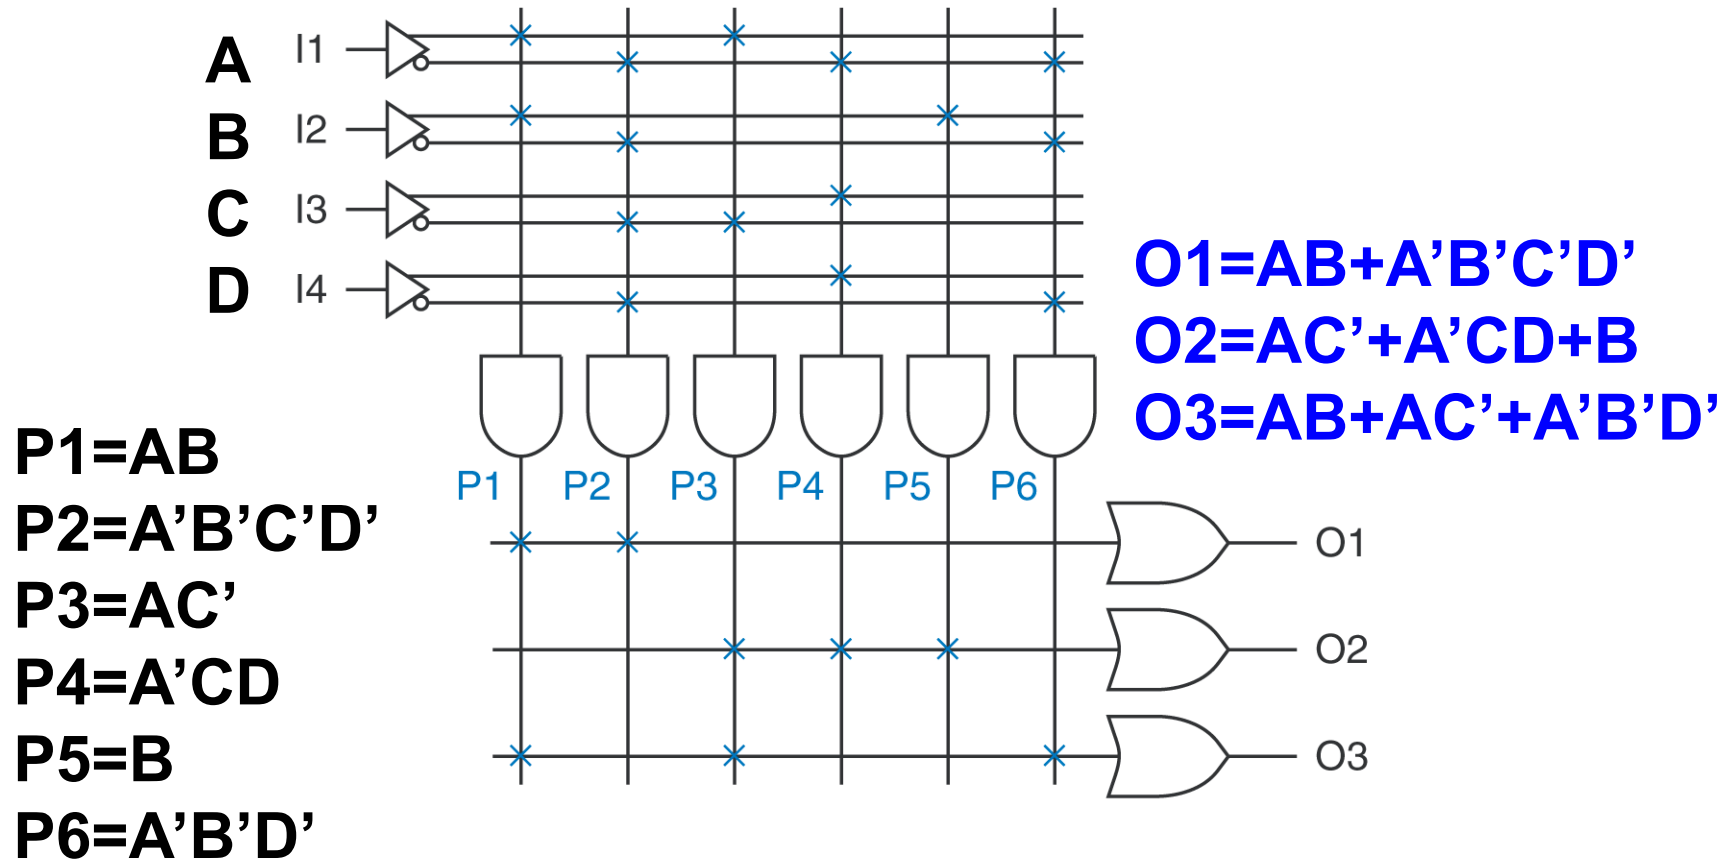 A I1
B I2
C I3
D I4
O1=AB+A’B’C’D’
O2=AC’+A’CD+B
O3=AB+AC’+A’B’D’
P1 P2 P3 P4 P5 P6
O1
O2
O3
P1=AB
P2=A’B’C’D’
P3=AC’
P4=A’CD
P5=B
P6=A’B’D’